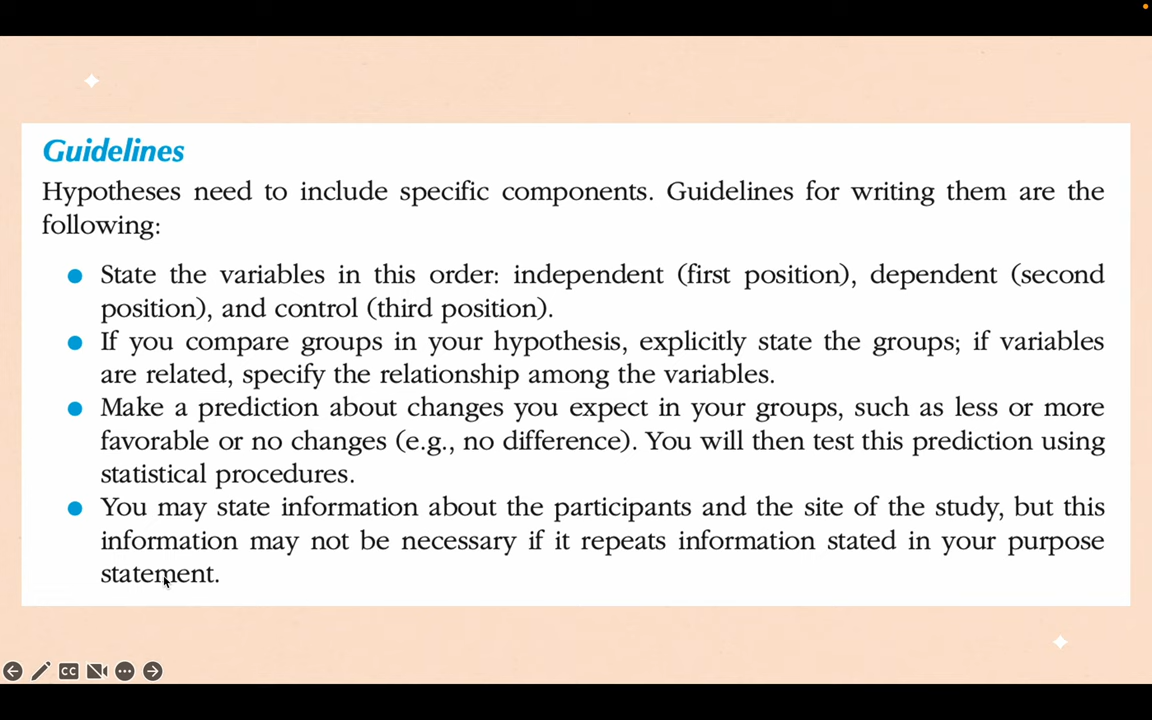 Guidelines
Hypotheses need to include specific components. Guidelines for writing them are the
following:
● State the variables in this order: independent (first position), dependent (second
position), and control (third position).
● If you compare groups in your hypothesis, explicitly state the groups; if variables
are related, specify the relationship among the variables.
● Make a prediction about changes you expect in your groups, such as less or more
favorable or no changes (e.g., no difference). You will then test this prediction using
statistical procedures.
● You may state information about the participants and the site of the study, but this
information may not be necessary if it repeats information stated in your purpose
statement.
CC